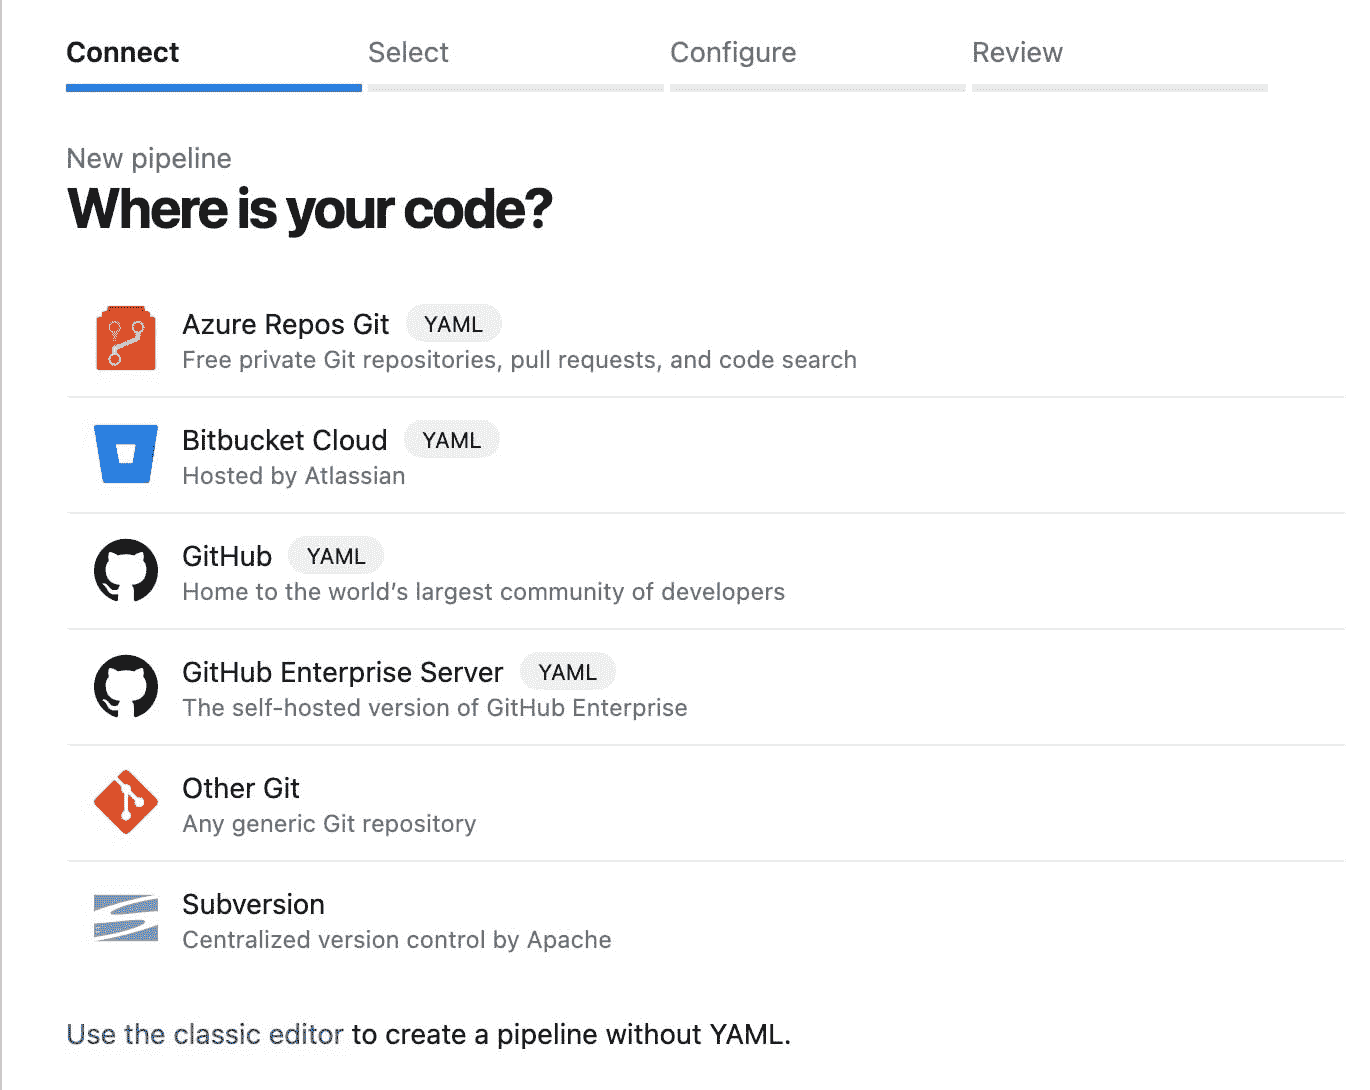 Connect Select Configure Review
New pipeline
Where is your code?
Azure Repos Git YAML
Free private Git repositories, pull requests, and code search
Bitbucket Cloud YAML
Hosted by Atlassian
GitHub YAML
Home to the world’s largest community of developers
GitHub Enterprise Server YAML
The self-hosted version of GitHub Enterprise
Other Git
Any generic Git repository
Subversion
Centralized version control by Apache
Use the classic editor to create a pipeline without YAML.